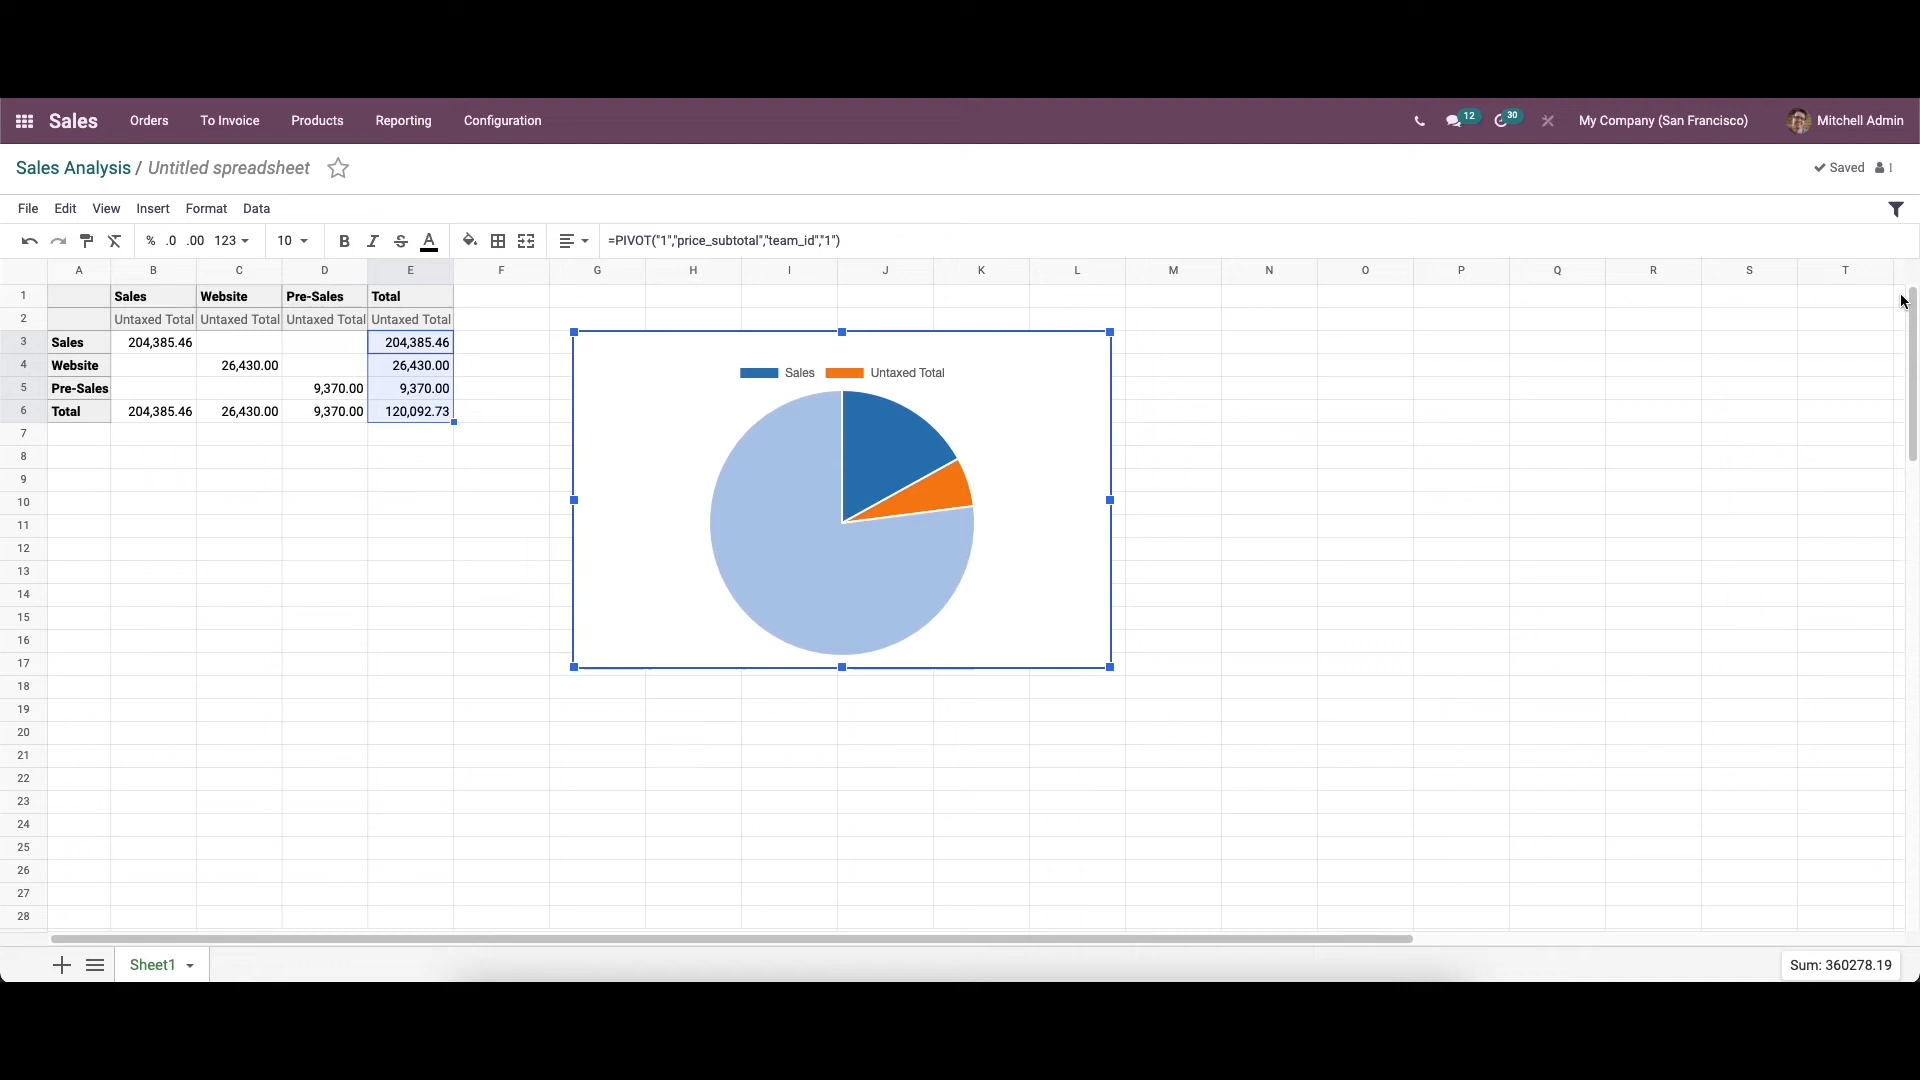 Sales Orders To Invoice Products Reporting Configuration 12 30 My Company (San Francisco) Mitchell Admin
Sales Analysis / Untitled spreadsheet Saved 1
File Edit View Insert Format Data
% .0 .00 123 10 B I S A =PIVOT("1","price_subtotal","team_id","1")
A B C D E F G H I J K L M N O P Q R S T
1 Sales Website Pre-Sales Total
2 Untaxed Total Untaxed Total Untaxed Total Untaxed Total
3 Sales 204,385.46 204,385.46
4 Website 26,430.00 26,430.00
5 Pre-Sales 9,370.00 9,370.00
6 Total 204,385.46 26,430.00 9,370.00 120,092.73
Sales Untaxed Total
7
8
9
10
11
12
13
14
15
16
17
18
19
20
21
22
23
24
25
26
27
28
Sheet1 Sum: 360278.19